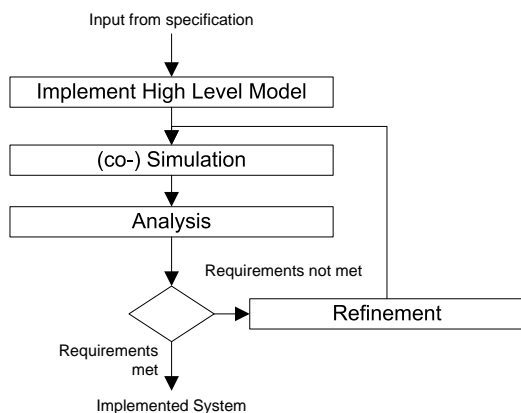 Input from specification
Implement High Level Model
(co-) Simulation
Analysis
Requirements not met
Refinement
Requirements
met
Implemented System